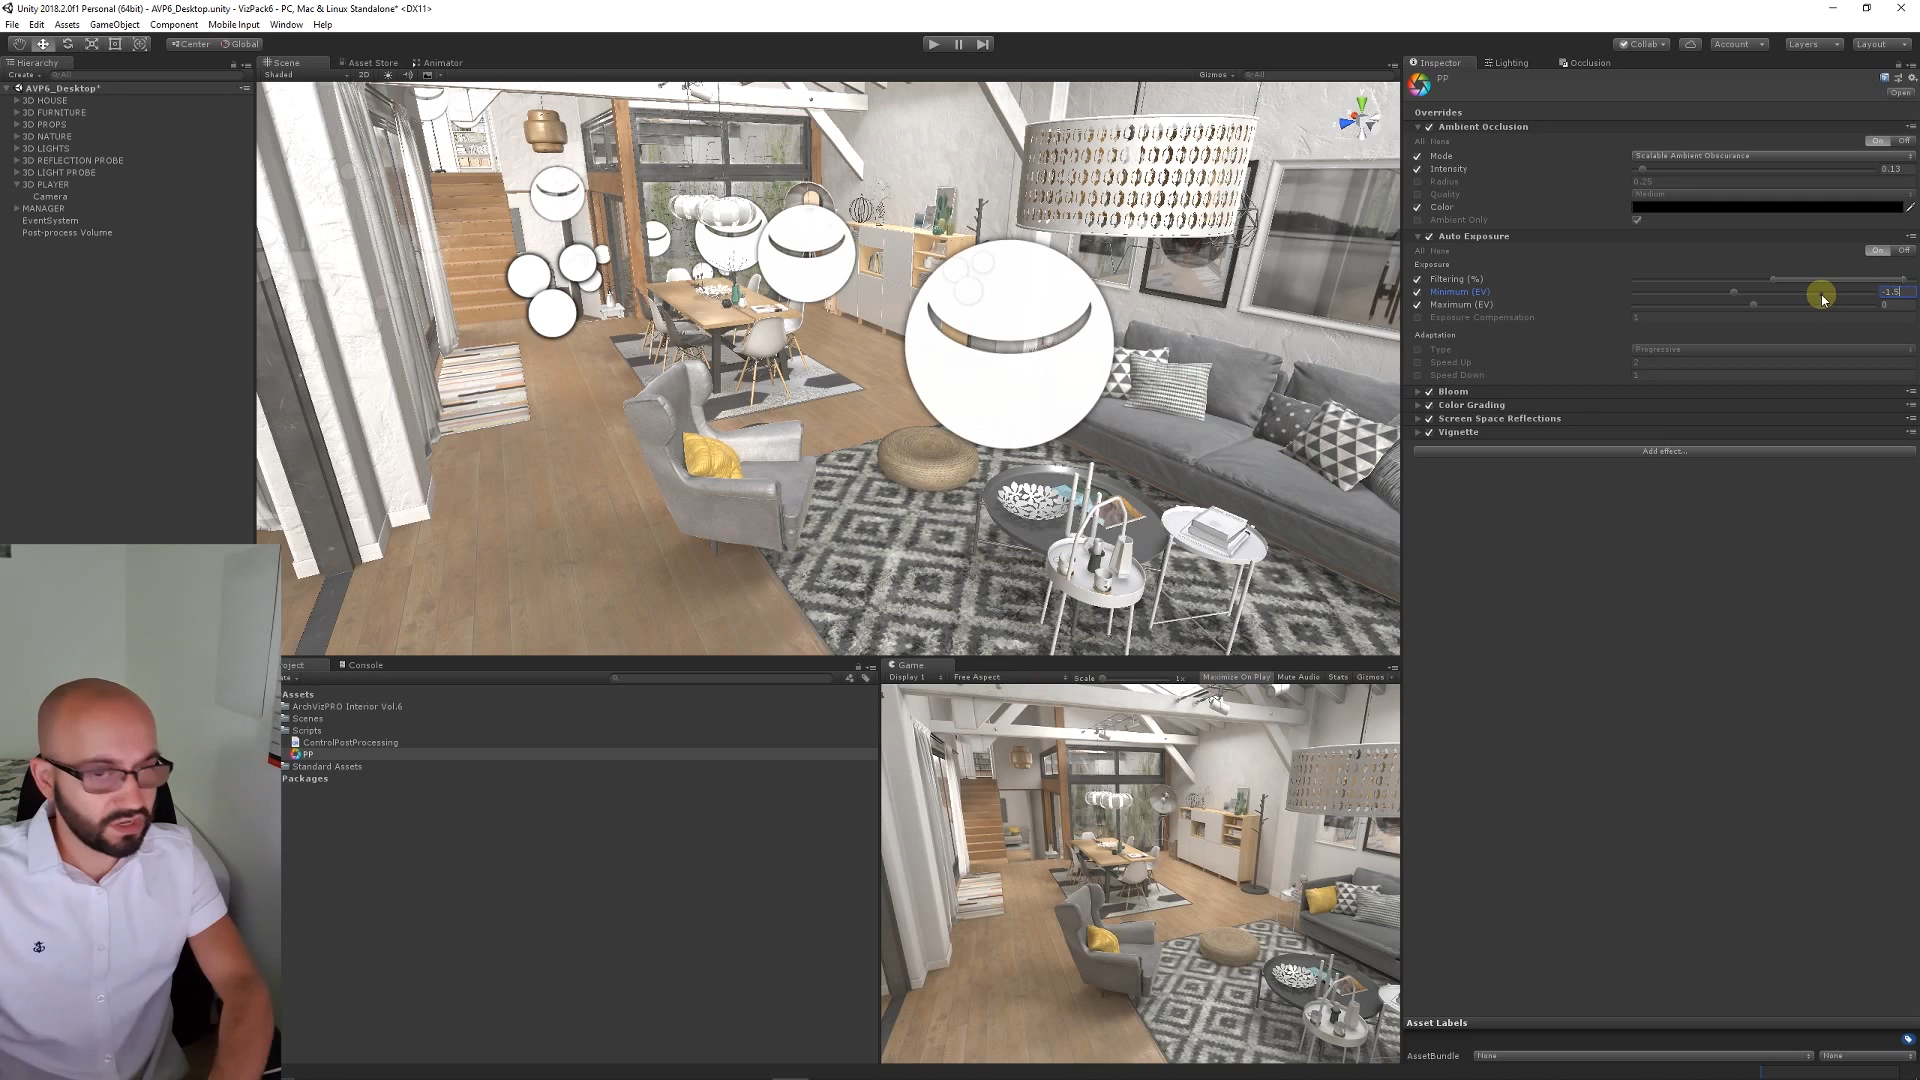 Unity 2018.2.0f1 Personal (64bit) - AVP6_Desktop.unity - VizPack6 - PC, Mac & Linux Standalone* <DX11>
File Edit Assets GameObject Component Mobile Input Window Help
Center Global
Collab Account Layers Layout
Hierarchy
Create All
AVP6_Desktop*
3D HOUSE
3D FURNITURE
3D PROPS
3D NATURE
3D LIGHTS
3D REFLECTION PROBE
3D LIGHT PROBE
3D PLAYER
Camera
MANAGER
EventSystem
Post-process Volume
Scene Asset Store Animator
Shaded 2D Gizmos All
Inspector Lighting Occlusion
PP
Open
Overrides
Ambient Occlusion
All None On Off
Mode Scalable Ambient Obscurance
Intensity 0.13
Radius 0.25
Quality Medium
Color
Ambient Only
Auto Exposure
All None On Off
Exposure
Filtering (%)
Minimum (EV) -1.5
Maximum (EV) 0
Exposure Compensation 1
Adaptation
Type Progressive
Speed Up 2
Speed Down 1
Bloom
Color Grading
Screen Space Reflections
Vignette
Add effect...
Asset Labels
AssetBundle None None
oject Console
ate
Assets
ArchVizPRO Interior Vol.6
Scenes
Scripts
ControlPostProcessing
PP
Standard Assets
Packages
Game
Display 1 Free Aspect Scale 1x Maximize On Play Mute Audio Stats Gizmos